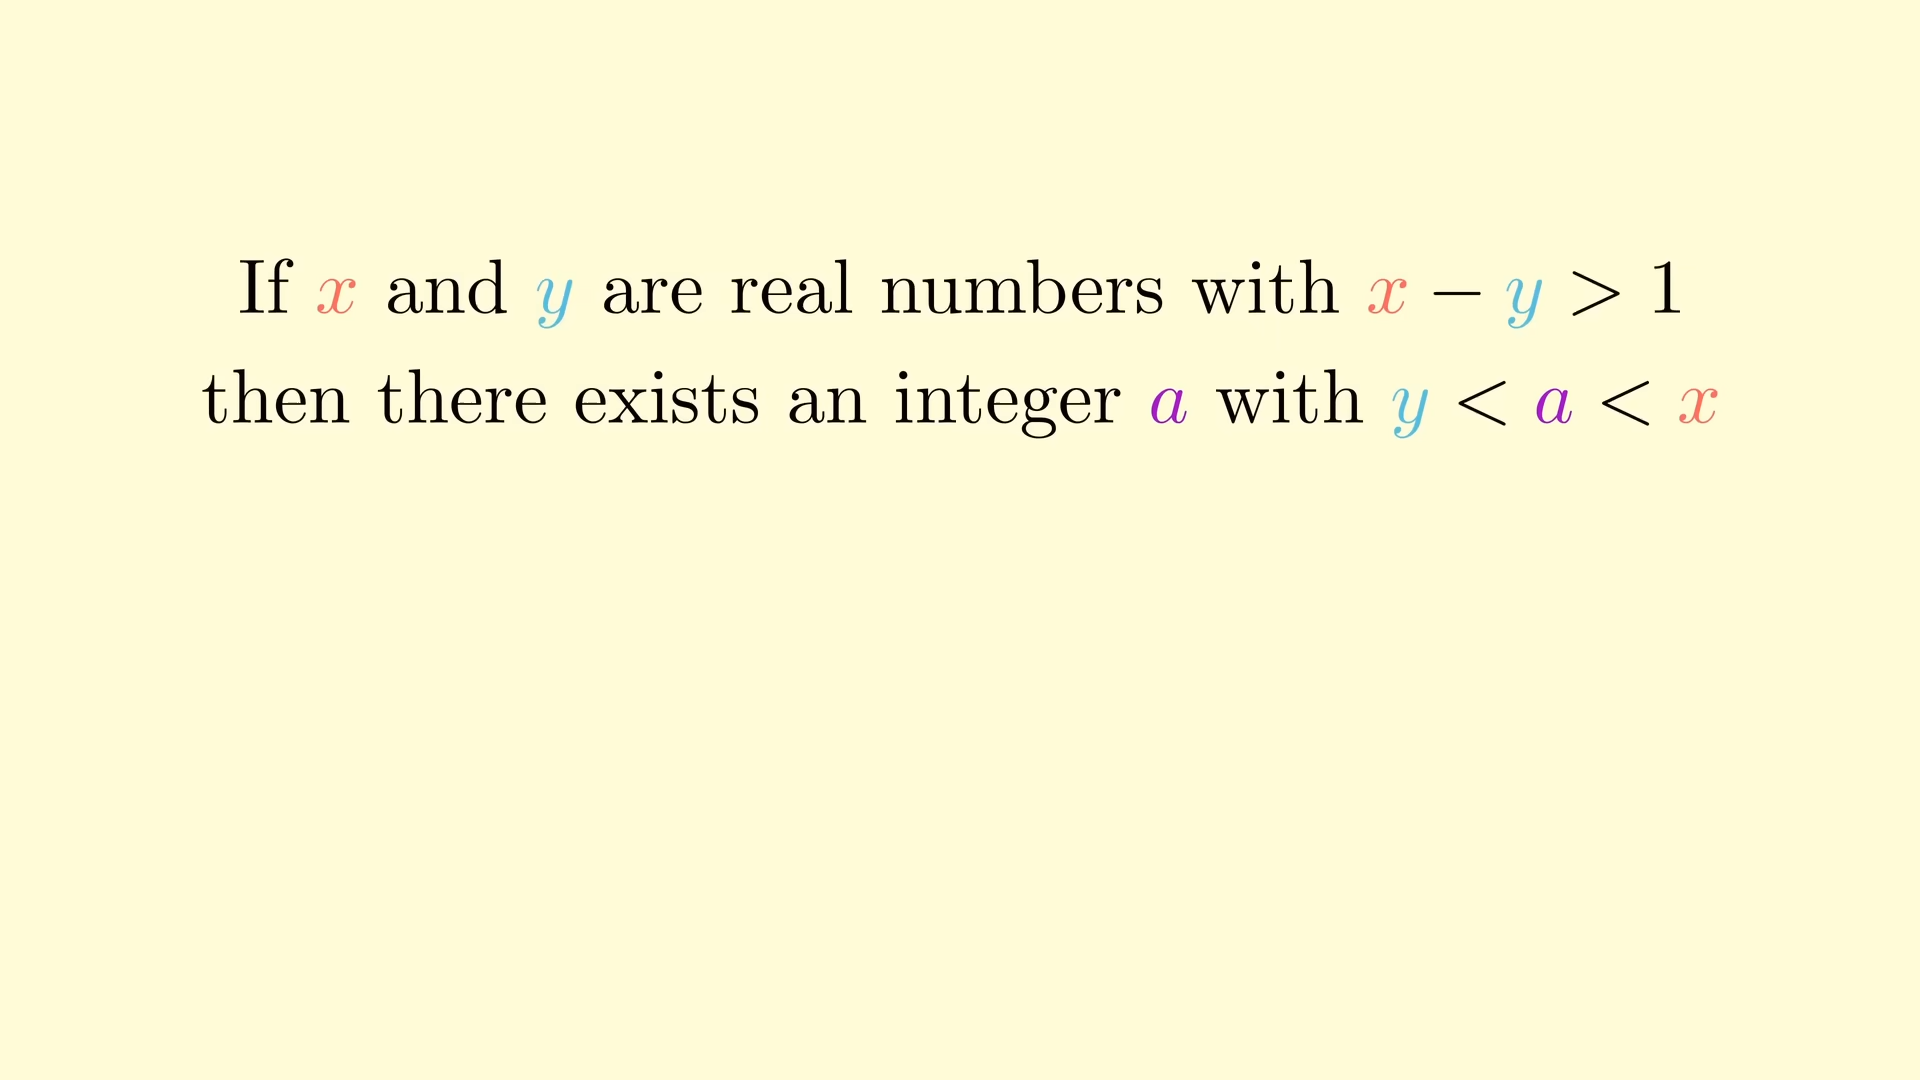 If x and y are real numbers with x − y > 1
then there exists an integer a with y < a < x